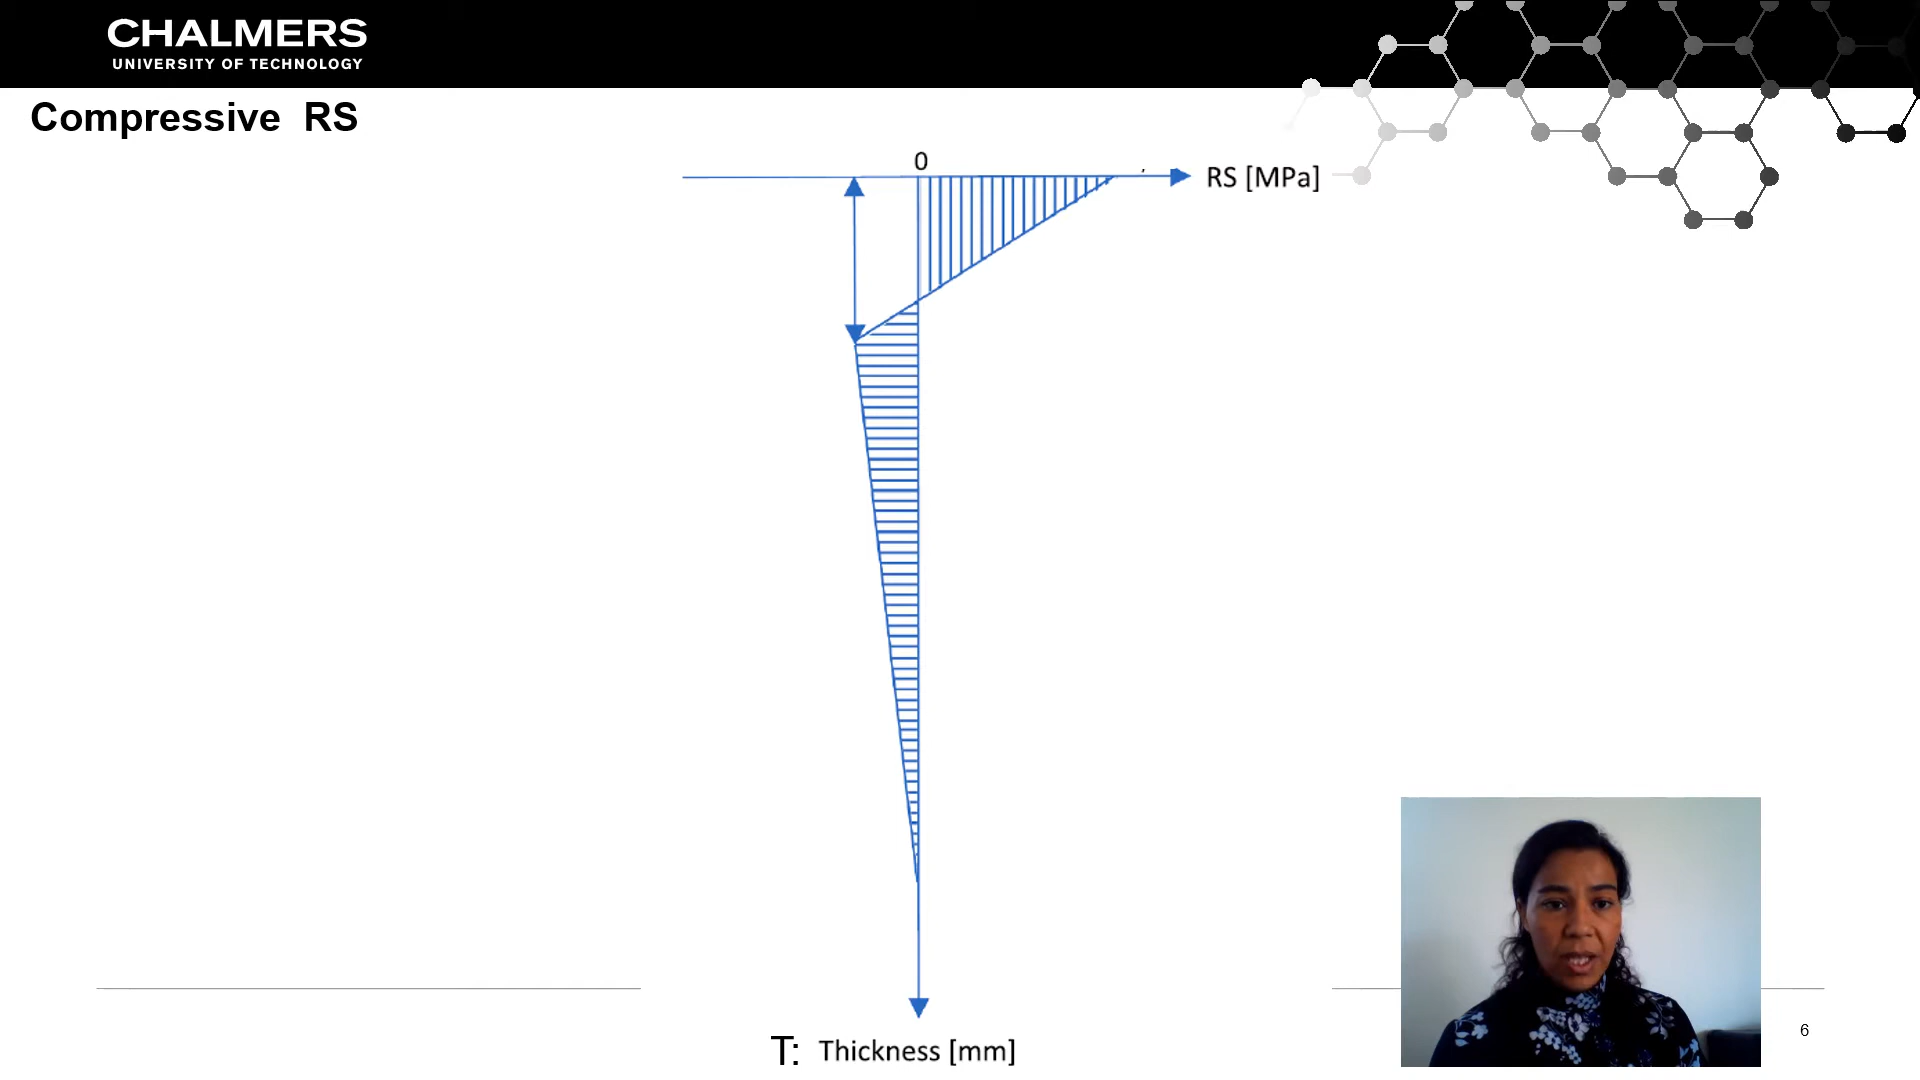 CHALMERS
UNIVERSITY OF TECHNOLOGY
Compressive RS
0
RS [MPa]
T: Thickness [mm]
6